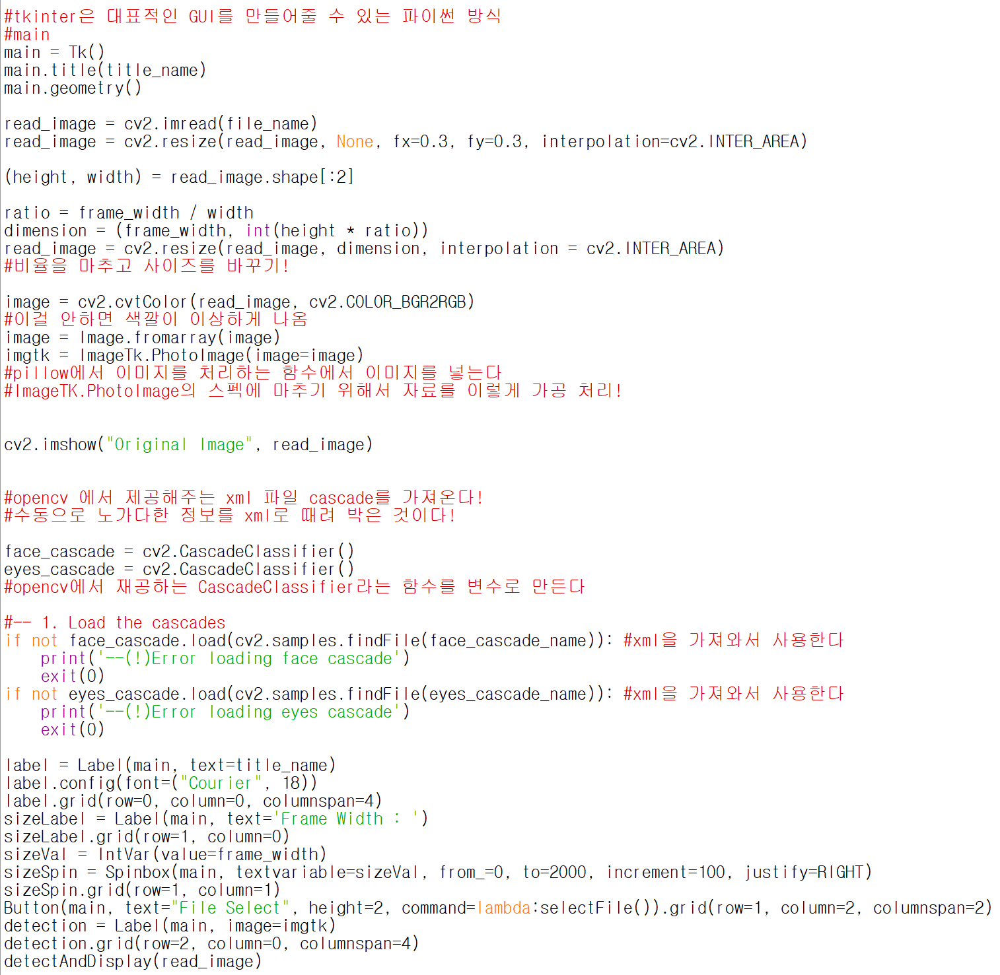 #tkinter은 대표적인 GUI를 만들어줄 수 있는 파이썬 방식
#main
main = Tk()
main.title(title_name)
main.geometry()

read_image = cv2.imread(file_name)
read_image = cv2.resize(read_image, None, fx=0.3, fy=0.3, interpolation=cv2.INTER_AREA)

(height, width) = read_image.shape[:2]

ratio = frame_width / width
dimension = (frame_width, int(height * ratio))
read_image = cv2.resize(read_image, dimension, interpolation = cv2.INTER_AREA)
#비율을 마추고 사이즈를 바꾸기!

image = cv2.cvtColor(read_image, cv2.COLOR_BGR2RGB)
#이걸 안하면 색깔이 이상하게 나옴
image = Image.fromarray(image)
imgtk = ImageTk.PhotoImage(image=image)
#pillow에서 이미지를 처리하는 함수에서 이미지를 넣는다
#ImageTK.PhotoImage의 스펙에 마추기 위해서 자료를 이렇게 가공 처리!


cv2.imshow("Original Image", read_image)


#opencv 에서 제공해주는 xml 파일 cascade를 가져온다!
#수동으로 노가다한 정보를 xml로 때려 박은 것이다!

face_cascade = cv2.CascadeClassifier()
eyes_cascade = cv2.CascadeClassifier()
#opencv에서 재공하는 CascadeClassifier라는 함수를 변수로 만든다

#-- 1. Load the cascades
if not face_cascade.load(cv2.samples.findFile(face_cascade_name)): #xml을 가져와서 사용한다
    print('--(!)Error loading face cascade')
    exit(0)
if not eyes_cascade.load(cv2.samples.findFile(eyes_cascade_name)): #xml을 가져와서 사용한다
    print('--(!)Error loading eyes cascade')
    exit(0)

label = Label(main, text=title_name)
label.config(font=("Courier", 18))
label.grid(row=0, column=0, columnspan=4)
sizeLabel = Label(main, text='Frame Width : ')
sizeLabel.grid(row=1, column=0)
sizeVal = IntVar(value=frame_width)
sizeSpin = Spinbox(main, textvariable=sizeVal, from_=0, to=2000, increment=100, justify=RIGHT)
sizeSpin.grid(row=1, column=1)
Button(main, text="File Select", height=2, command=lambda:selectFile()).grid(row=1, column=2, columnspan=2)
detection = Label(main, image=imgtk)
detection.grid(row=2, column=0, columnspan=4)
detectAndDisplay(read_image)